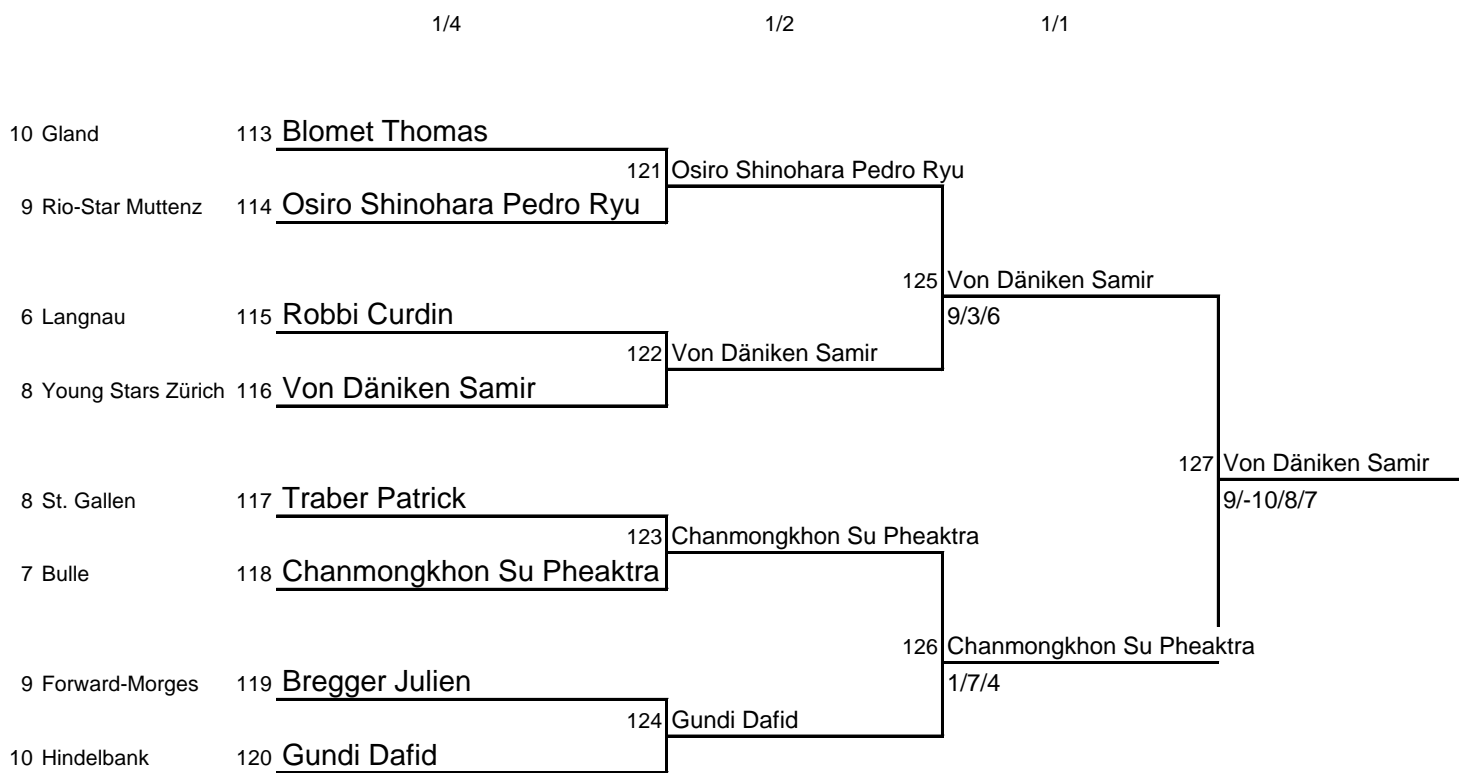 1/4 1/2 1/1
10 Gland 113 Blomet Thomas
121 Osiro Shinohara Pedro Ryu
9 Rio-Star Muttenz 114 Osiro Shinohara Pedro Ryu
125 Von Däniken Samir
6 Langnau 115 Robbi Curdin 9/3/6
122 Von Däniken Samir
8 Young Stars Zürich 116 Von Däniken Samir
127 Von Däniken Samir
8 St. Gallen 117 Traber Patrick 9/-10/8/7
123 Chanmongkhon Su Pheaktra
7 Bulle 118 Chanmongkhon Su Pheaktra
126 Chanmongkhon Su Pheaktra
9 Forward-Morges 119 Bregger Julien 1/7/4
124 Gundi Dafid
10 Hindelbank 120 Gundi Dafid